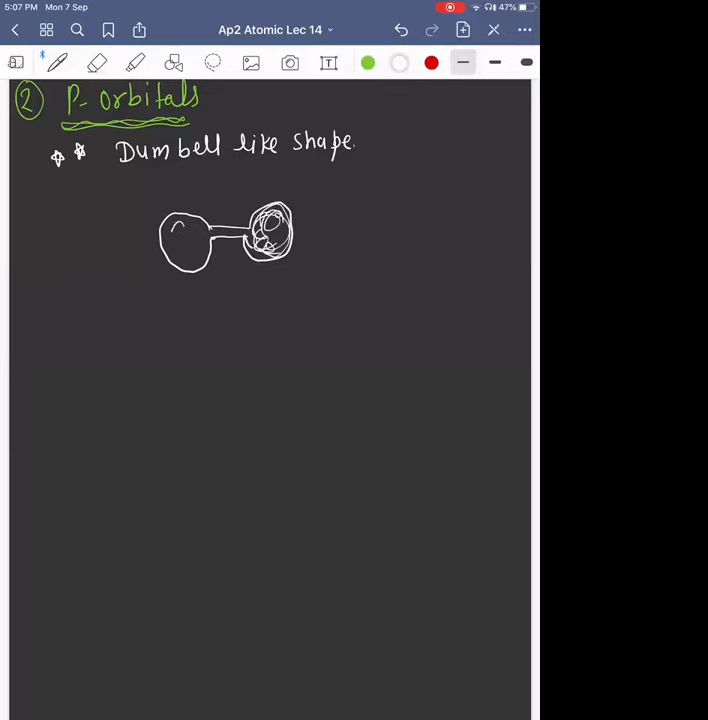 5:07 PM Mon 7 Sep 47%
Ap2 Atomic Lec 14
T
② P- orbitals
Dumbell like shape.